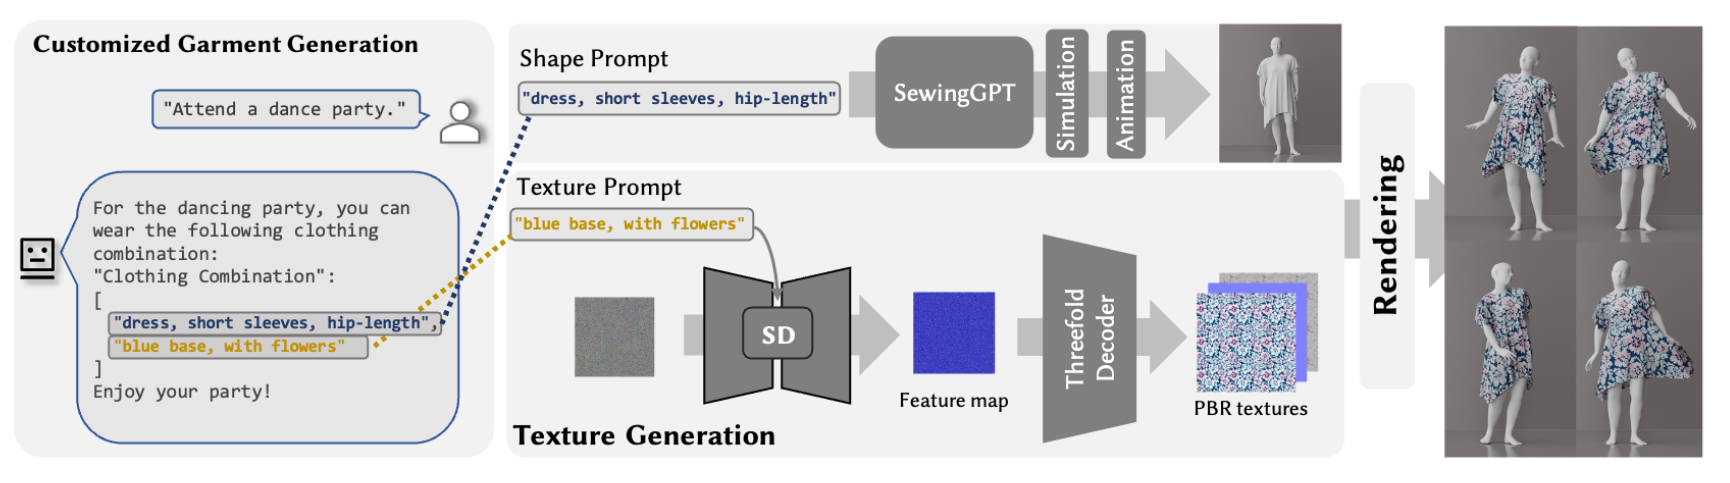 Customized Garment Generation
"Attend a dance party."
For the dancing party, you can
wear the following clothing
combination:
"Clothing Combination":
[
"dress, short sleeves, hip-length",
"blue base, with flowers"
]
Enjoy your party!
Shape Prompt
"dress, short sleeves, hip-length"
SewingGPT
Simulation
Animation
Texture Prompt
"blue base, with flowers"
SD
Feature map
Threefold
Decoder
PBR textures
Texture Generation
Rendering